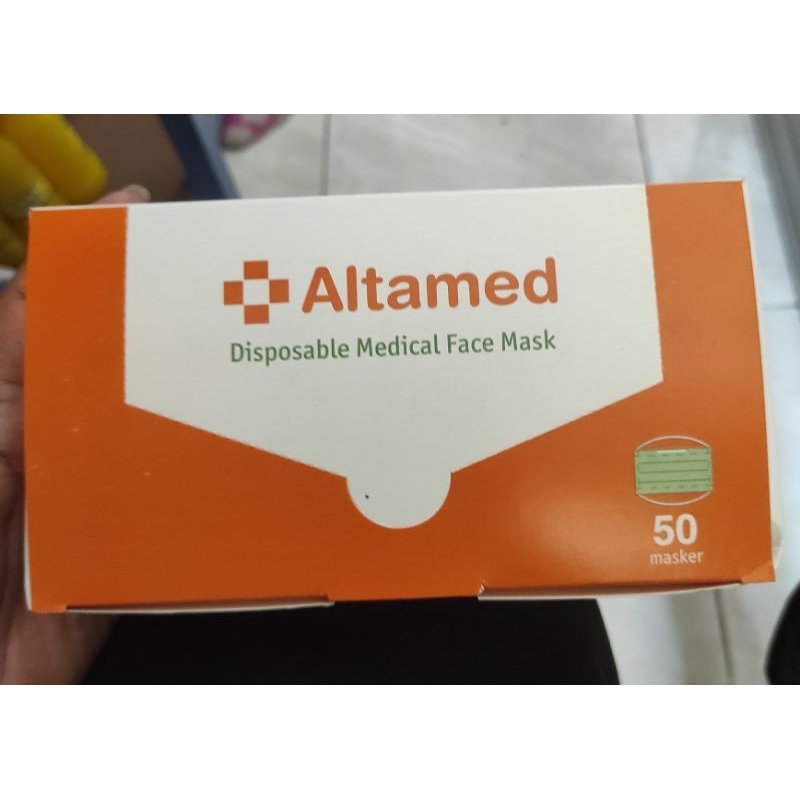 Altamed
Disposable Medical Face Mask
50
masker